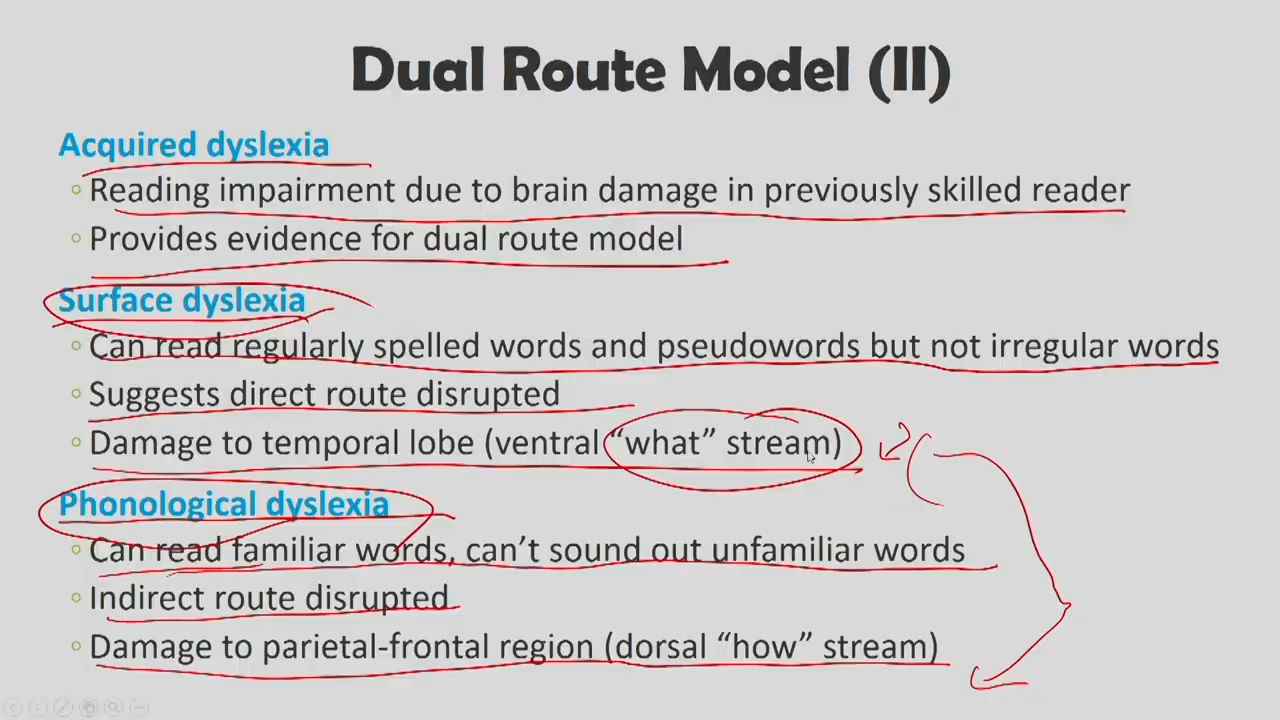 Dual Route Model (II)
Acquired dyslexia
Reading impairment due to brain damage in previously skilled reader
Provides evidence for dual route model
Surface dyslexia
Can read regularly spelled words and pseudowords but not irregular words
Suggests direct route disrupted
Damage to temporal lobe (ventral “what” stream)
Phonological dyslexia
Can read familiar words, can’t sound out unfamiliar words
Indirect route disrupted
Damage to parietal-frontal region (dorsal “how” stream)